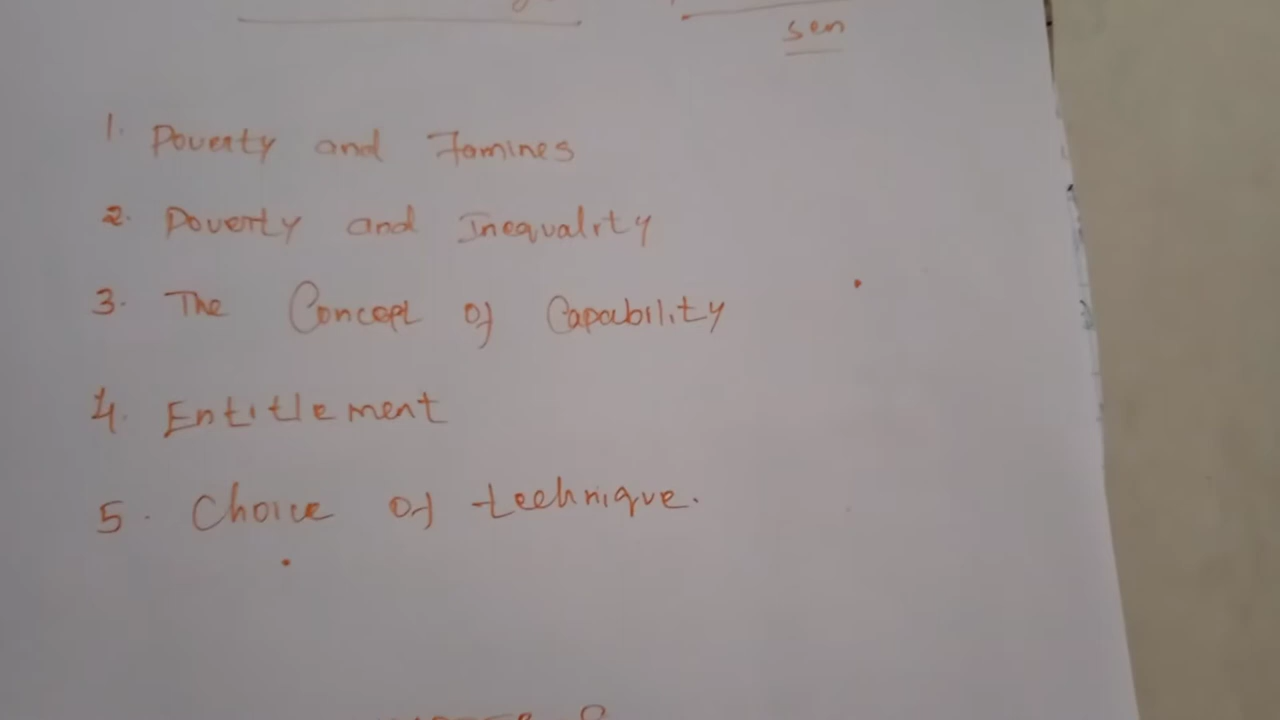 sen
1. Poverty and Famines
2. Poverty and Inequality
3. The Concept of Capability
4. Entitlement
5. Choice of technique.